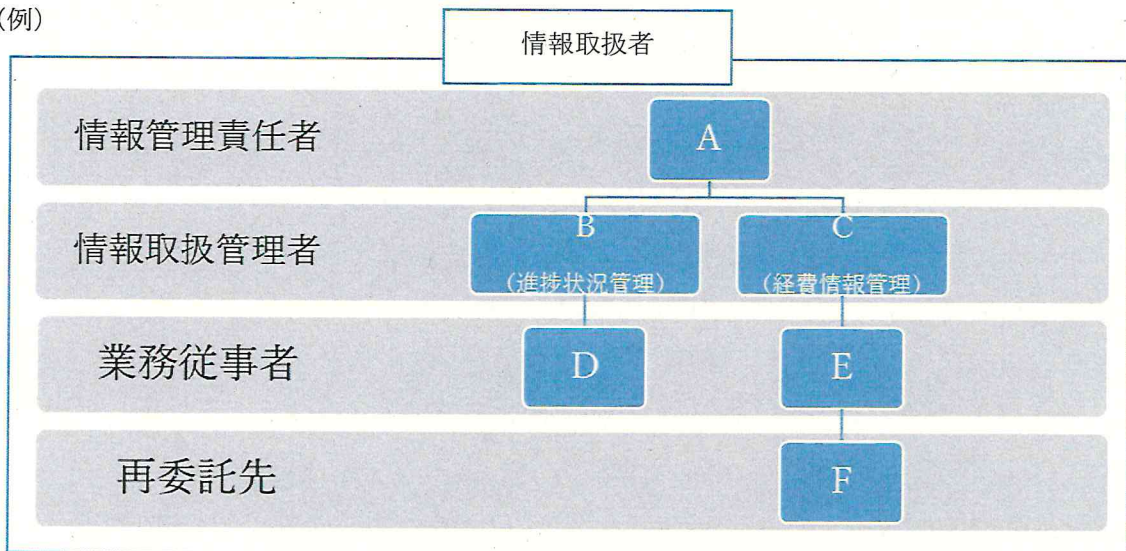 (例)
情報取扱者
情報管理責任者
A
情報取扱管理者
B
(進捗状況管理)
C
(経費情報管理)
業務従事者
D
E
再委託先
F